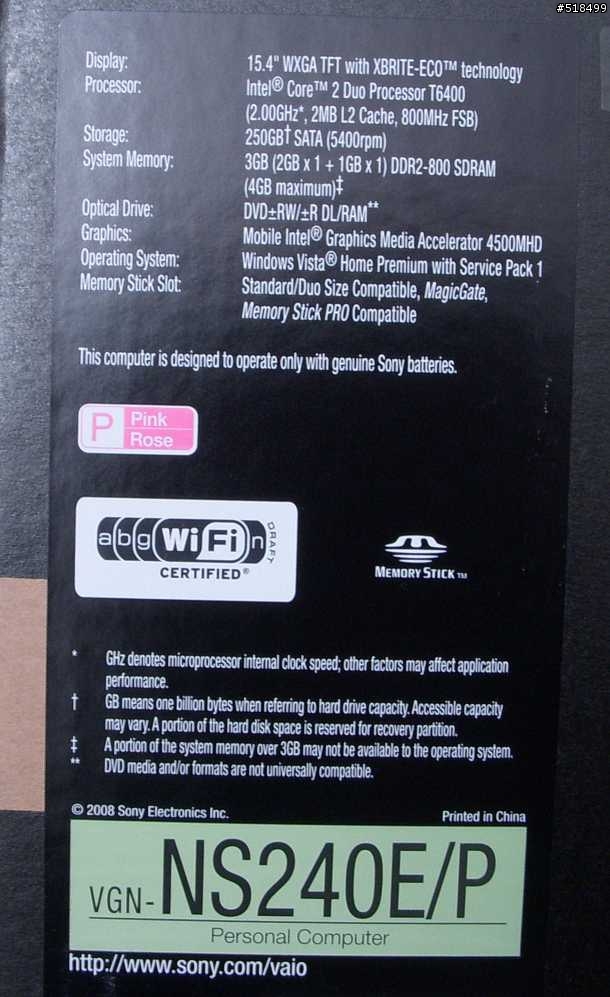 #518499
Display: 15.4" WXGA TFT with XBRITE-ECO™ technology
Processor: Intel® Core™ 2 Duo Processor T6400
(2.00GHz*, 2MB L2 Cache, 800MHz FSB)
Storage: 250GB† SATA (5400rpm)
System Memory: 3GB (2GB x 1 + 1GB x 1) DDR2-800 SDRAM
(4GB maximum)‡
Optical Drive: DVD±RW/±R DL/RAM**
Graphics: Mobile Intel® Graphics Media Accelerator 4500MHD
Operating System: Windows Vista® Home Premium with Service Pack 1
Memory Stick Slot: Standard/Duo Size Compatible, MagicGate,
Memory Stick PRO Compatible
This computer is designed to operate only with genuine Sony batteries.
P Pink
Rose
a b g Wi Fi n DRAFT
CERTIFIED®
MEMORY STICK™
* GHz denotes microprocessor internal clock speed; other factors may affect application
performance.
† GB means one billion bytes when referring to hard drive capacity. Accessible capacity
may vary. A portion of the hard disk space is reserved for recovery partition.
‡ A portion of the system memory over 3GB may not be available to the operating system.
** DVD media and/or formats are not universally compatible.
© 2008 Sony Electronics Inc. Printed in China
VGN-NS240E/P
Personal Computer
http://www.sony.com/vaio